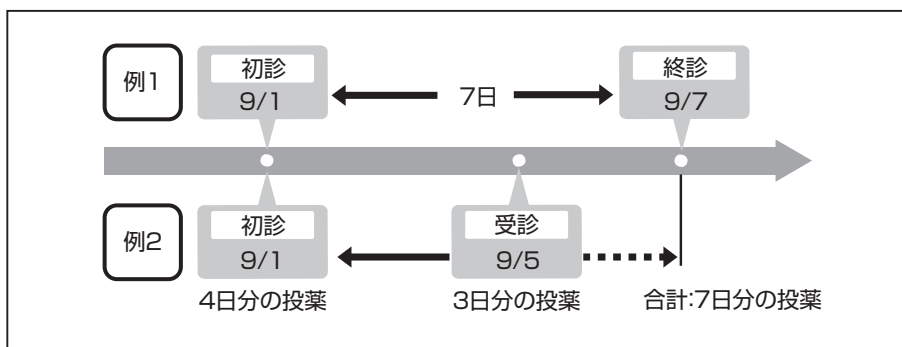 例1
初診
9/1
7日
終診
9/7
例2
初診
9/1
4日分の投薬
受診
9/5
3日分の投薬
合計:7日分の投薬